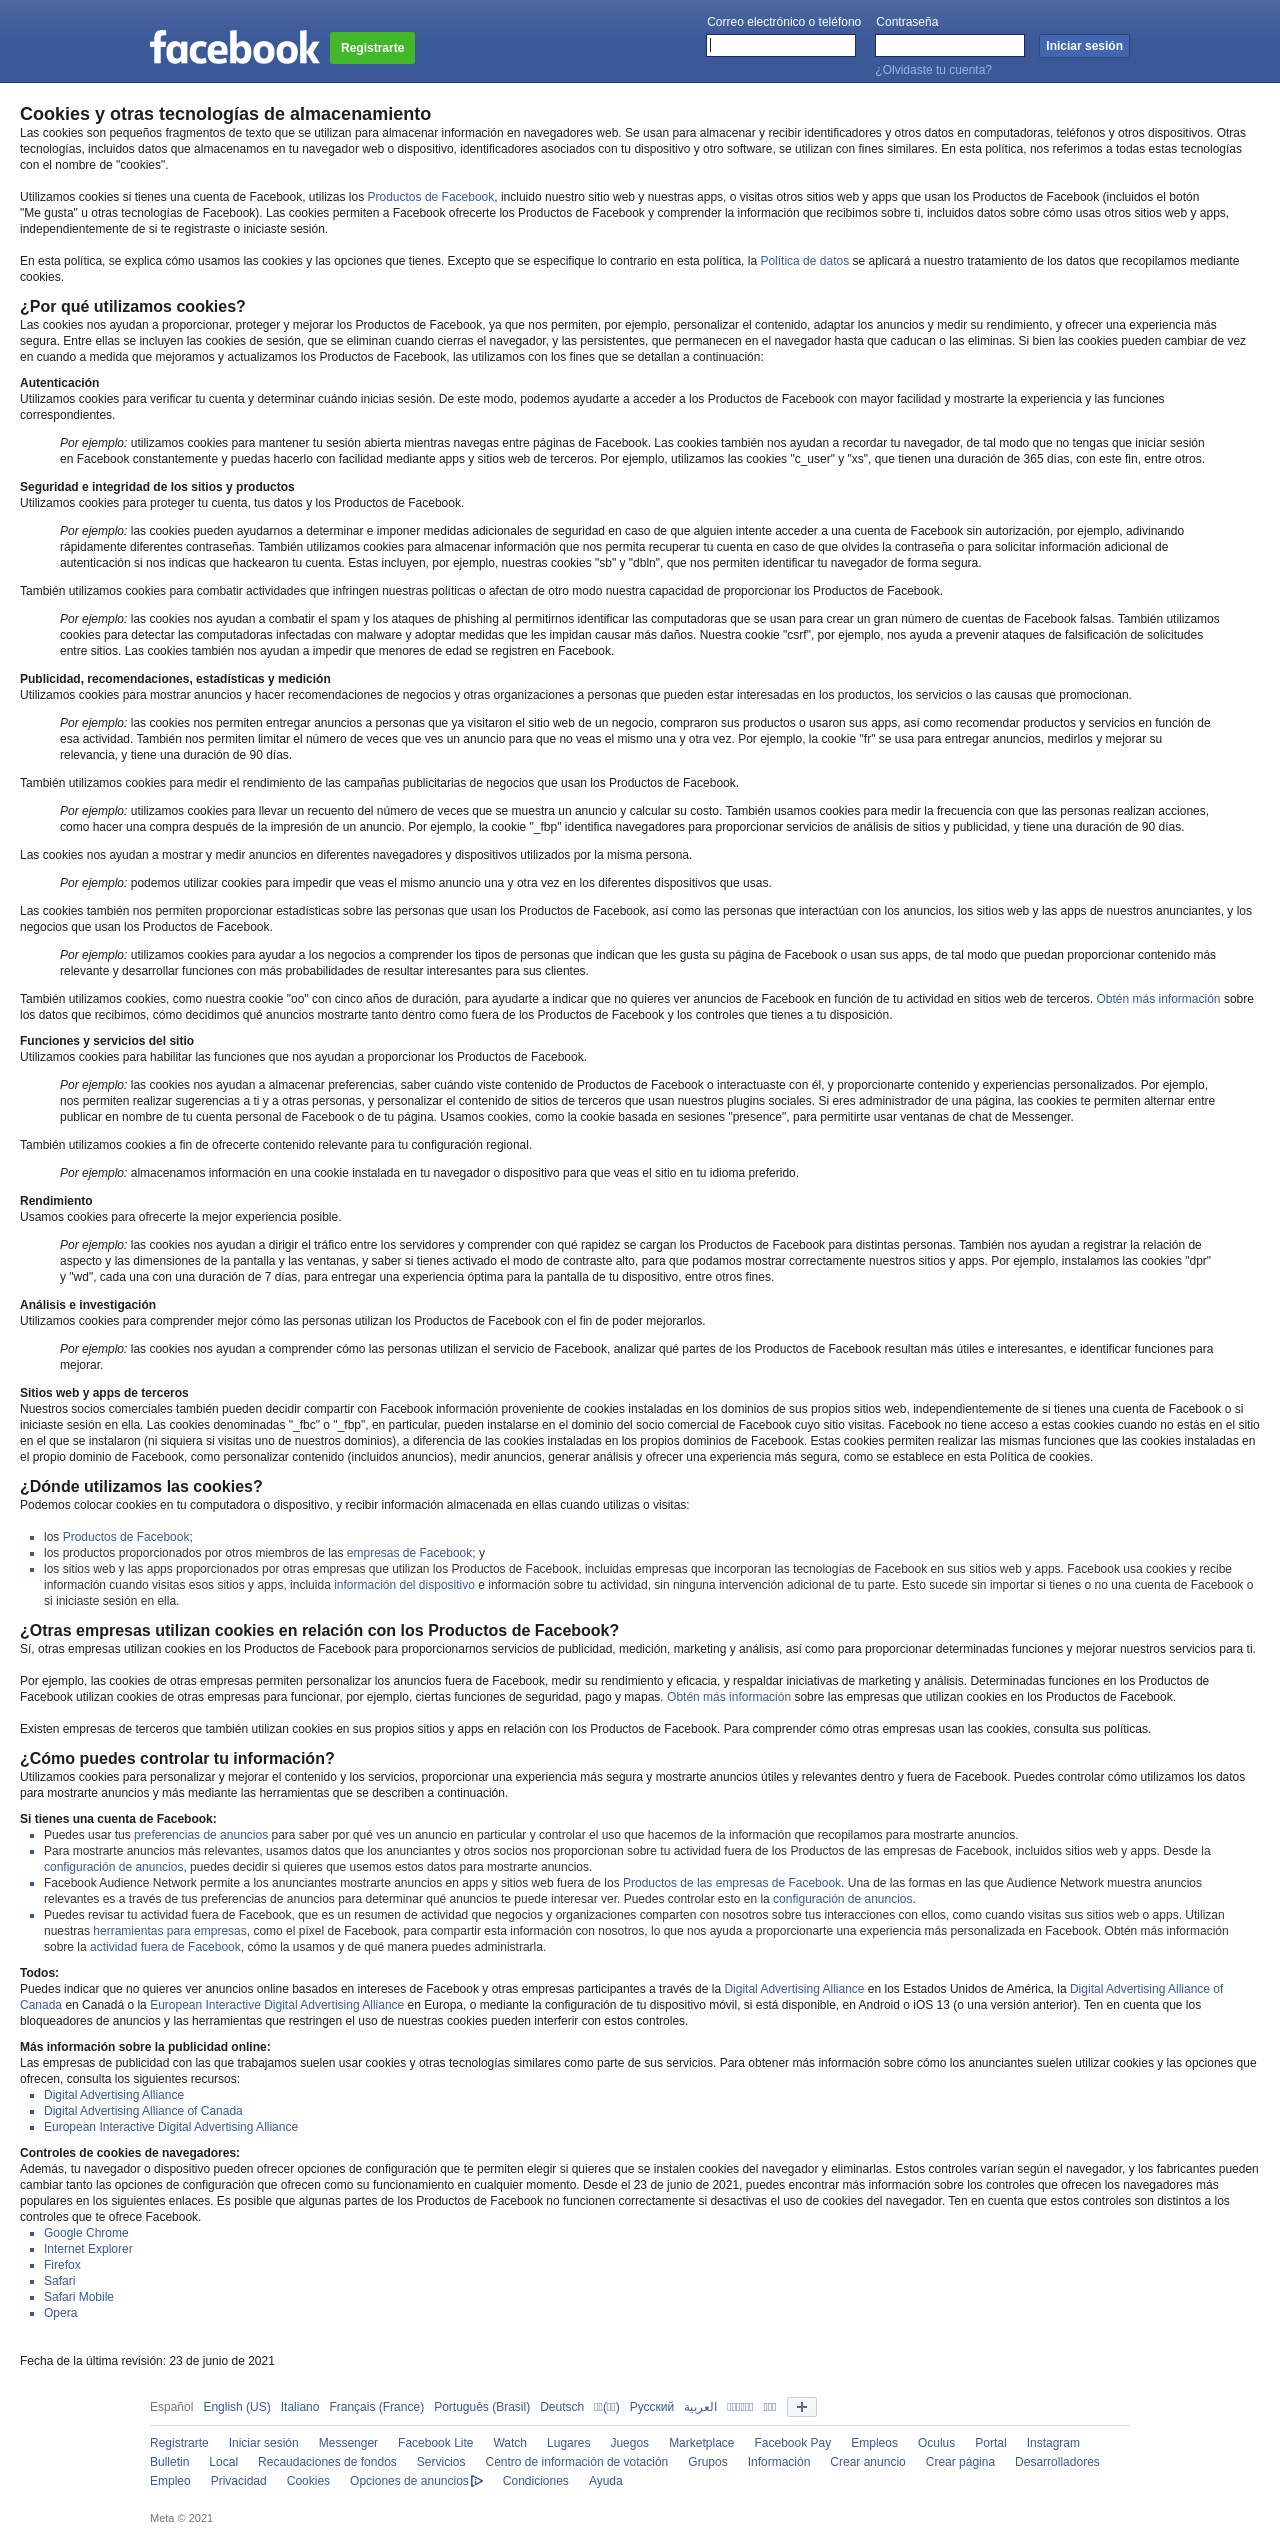 facebook
Registrarte
Correo electrónico o teléfono
Contraseña
Iniciar sesión
¿Olvidaste tu cuenta?
Cookies y otras tecnologías de almacenamiento
Las cookies son pequeños fragmentos de texto que se utilizan para almacenar información en navegadores web. Se usan para almacenar y recibir identificadores y otros datos en computadoras, teléfonos y otros dispositivos. Otras
tecnologías, incluidos datos que almacenamos en tu navegador web o dispositivo, identificadores asociados con tu dispositivo y otro software, se utilizan con fines similares. En esta política, nos referimos a todas estas tecnologías
con el nombre de "cookies".
Utilizamos cookies si tienes una cuenta de Facebook, utilizas los Productos de Facebook, incluido nuestro sitio web y nuestras apps, o visitas otros sitios web y apps que usan los Productos de Facebook (incluidos el botón
"Me gusta" u otras tecnologías de Facebook). Las cookies permiten a Facebook ofrecerte los Productos de Facebook y comprender la información que recibimos sobre ti, incluidos datos sobre cómo usas otros sitios web y apps,
independientemente de si te registraste o iniciaste sesión.
En esta política, se explica cómo usamos las cookies y las opciones que tienes. Excepto que se especifique lo contrario en esta política, la Política de datos se aplicará a nuestro tratamiento de los datos que recopilamos mediante
cookies.
¿Por qué utilizamos cookies?
Las cookies nos ayudan a proporcionar, proteger y mejorar los Productos de Facebook, ya que nos permiten, por ejemplo, personalizar el contenido, adaptar los anuncios y medir su rendimiento, y ofrecer una experiencia más
segura. Entre ellas se incluyen las cookies de sesión, que se eliminan cuando cierras el navegador, y las persistentes, que permanecen en el navegador hasta que caducan o las eliminas. Si bien las cookies pueden cambiar de vez
en cuando a medida que mejoramos y actualizamos los Productos de Facebook, las utilizamos con los fines que se detallan a continuación:
Autenticación
Utilizamos cookies para verificar tu cuenta y determinar cuándo inicias sesión. De este modo, podemos ayudarte a acceder a los Productos de Facebook con mayor facilidad y mostrarte la experiencia y las funciones
correspondientes.
Por ejemplo: utilizamos cookies para mantener tu sesión abierta mientras navegas entre páginas de Facebook. Las cookies también nos ayudan a recordar tu navegador, de tal modo que no tengas que iniciar sesión
en Facebook constantemente y puedas hacerlo con facilidad mediante apps y sitios web de terceros. Por ejemplo, utilizamos las cookies "c_user" y "xs", que tienen una duración de 365 días, con este fin, entre otros.
Seguridad e integridad de los sitios y productos
Utilizamos cookies para proteger tu cuenta, tus datos y los Productos de Facebook.
Por ejemplo: las cookies pueden ayudarnos a determinar e imponer medidas adicionales de seguridad en caso de que alguien intente acceder a una cuenta de Facebook sin autorización, por ejemplo, adivinando
rápidamente diferentes contraseñas. También utilizamos cookies para almacenar información que nos permita recuperar tu cuenta en caso de que olvides la contraseña o para solicitar información adicional de
autenticación si nos indicas que hackearon tu cuenta. Estas incluyen, por ejemplo, nuestras cookies "sb" y "dbln", que nos permiten identificar tu navegador de forma segura.
También utilizamos cookies para combatir actividades que infringen nuestras políticas o afectan de otro modo nuestra capacidad de proporcionar los Productos de Facebook.
Por ejemplo: las cookies nos ayudan a combatir el spam y los ataques de phishing al permitirnos identificar las computadoras que se usan para crear un gran número de cuentas de Facebook falsas. También utilizamos
cookies para detectar las computadoras infectadas con malware y adoptar medidas que les impidan causar más daños. Nuestra cookie "csrf", por ejemplo, nos ayuda a prevenir ataques de falsificación de solicitudes
entre sitios. Las cookies también nos ayudan a impedir que menores de edad se registren en Facebook.
Publicidad, recomendaciones, estadísticas y medición
Utilizamos cookies para mostrar anuncios y hacer recomendaciones de negocios y otras organizaciones a personas que pueden estar interesadas en los productos, los servicios o las causas que promocionan.
Por ejemplo: las cookies nos permiten entregar anuncios a personas que ya visitaron el sitio web de un negocio, compraron sus productos o usaron sus apps, así como recomendar productos y servicios en función de
esa actividad. También nos permiten limitar el número de veces que ves un anuncio para que no veas el mismo una y otra vez. Por ejemplo, la cookie "fr" se usa para entregar anuncios, medirlos y mejorar su
relevancia, y tiene una duración de 90 días.
También utilizamos cookies para medir el rendimiento de las campañas publicitarias de negocios que usan los Productos de Facebook.
Por ejemplo: utilizamos cookies para llevar un recuento del número de veces que se muestra un anuncio y calcular su costo. También usamos cookies para medir la frecuencia con que las personas realizan acciones,
como hacer una compra después de la impresión de un anuncio. Por ejemplo, la cookie "_fbp" identifica navegadores para proporcionar servicios de análisis de sitios y publicidad, y tiene una duración de 90 días.
Las cookies nos ayudan a mostrar y medir anuncios en diferentes navegadores y dispositivos utilizados por la misma persona.
Por ejemplo: podemos utilizar cookies para impedir que veas el mismo anuncio una y otra vez en los diferentes dispositivos que usas.
Las cookies también nos permiten proporcionar estadísticas sobre las personas que usan los Productos de Facebook, así como las personas que interactúan con los anuncios, los sitios web y las apps de nuestros anunciantes, y los
negocios que usan los Productos de Facebook.
Por ejemplo: utilizamos cookies para ayudar a los negocios a comprender los tipos de personas que indican que les gusta su página de Facebook o usan sus apps, de tal modo que puedan proporcionar contenido más
relevante y desarrollar funciones con más probabilidades de resultar interesantes para sus clientes.
También utilizamos cookies, como nuestra cookie "oo" con cinco años de duración, para ayudarte a indicar que no quieres ver anuncios de Facebook en función de tu actividad en sitios web de terceros. Obtén más información sobre
los datos que recibimos, cómo decidimos qué anuncios mostrarte tanto dentro como fuera de los Productos de Facebook y los controles que tienes a tu disposición.
Funciones y servicios del sitio
Utilizamos cookies para habilitar las funciones que nos ayudan a proporcionar los Productos de Facebook.
Por ejemplo: las cookies nos ayudan a almacenar preferencias, saber cuándo viste contenido de Productos de Facebook o interactuaste con él, y proporcionarte contenido y experiencias personalizados. Por ejemplo,
nos permiten realizar sugerencias a ti y a otras personas, y personalizar el contenido de sitios de terceros que usan nuestros plugins sociales. Si eres administrador de una página, las cookies te permiten alternar entre
publicar en nombre de tu cuenta personal de Facebook o de tu página. Usamos cookies, como la cookie basada en sesiones "presence", para permitirte usar ventanas de chat de Messenger.
También utilizamos cookies a fin de ofrecerte contenido relevante para tu configuración regional.
Por ejemplo: almacenamos información en una cookie instalada en tu navegador o dispositivo para que veas el sitio en tu idioma preferido.
Rendimiento
Usamos cookies para ofrecerte la mejor experiencia posible.
Por ejemplo: las cookies nos ayudan a dirigir el tráfico entre los servidores y comprender con qué rapidez se cargan los Productos de Facebook para distintas personas. También nos ayudan a registrar la relación de
aspecto y las dimensiones de la pantalla y las ventanas, y saber si tienes activado el modo de contraste alto, para que podamos mostrar correctamente nuestros sitios y apps. Por ejemplo, instalamos las cookies "dpr"
y "wd", cada una con una duración de 7 días, para entregar una experiencia óptima para la pantalla de tu dispositivo, entre otros fines.
Análisis e investigación
Utilizamos cookies para comprender mejor cómo las personas utilizan los Productos de Facebook con el fin de poder mejorarlos.
Por ejemplo: las cookies nos ayudan a comprender cómo las personas utilizan el servicio de Facebook, analizar qué partes de los Productos de Facebook resultan más útiles e interesantes, e identificar funciones para
mejorar.
Sitios web y apps de terceros
Nuestros socios comerciales también pueden decidir compartir con Facebook información proveniente de cookies instaladas en los dominios de sus propios sitios web, independientemente de si tienes una cuenta de Facebook o si
iniciaste sesión en ella. Las cookies denominadas "_fbc" o "_fbp", en particular, pueden instalarse en el dominio del socio comercial de Facebook cuyo sitio visitas. Facebook no tiene acceso a estas cookies cuando no estás en el sitio
en el que se instalaron (ni siquiera si visitas uno de nuestros dominios), a diferencia de las cookies instaladas en los propios dominios de Facebook. Estas cookies permiten realizar las mismas funciones que las cookies instaladas en
el propio dominio de Facebook, como personalizar contenido (incluidos anuncios), medir anuncios, generar análisis y ofrecer una experiencia más segura, como se establece en esta Política de cookies.
¿Dónde utilizamos las cookies?
Podemos colocar cookies en tu computadora o dispositivo, y recibir información almacenada en ellas cuando utilizas o visitas:
los Productos de Facebook;
los productos proporcionados por otros miembros de las empresas de Facebook; y
los sitios web y las apps proporcionados por otras empresas que utilizan los Productos de Facebook, incluidas empresas que incorporan las tecnologías de Facebook en sus sitios web y apps. Facebook usa cookies y recibe
información cuando visitas esos sitios y apps, incluida información del dispositivo e información sobre tu actividad, sin ninguna intervención adicional de tu parte. Esto sucede sin importar si tienes o no una cuenta de Facebook o
si iniciaste sesión en ella.
¿Otras empresas utilizan cookies en relación con los Productos de Facebook?
Sí, otras empresas utilizan cookies en los Productos de Facebook para proporcionarnos servicios de publicidad, medición, marketing y análisis, así como para proporcionar determinadas funciones y mejorar nuestros servicios para ti.
Por ejemplo, las cookies de otras empresas permiten personalizar los anuncios fuera de Facebook, medir su rendimiento y eficacia, y respaldar iniciativas de marketing y análisis. Determinadas funciones en los Productos de
Facebook utilizan cookies de otras empresas para funcionar, por ejemplo, ciertas funciones de seguridad, pago y mapas. Obtén más información sobre las empresas que utilizan cookies en los Productos de Facebook.
Existen empresas de terceros que también utilizan cookies en sus propios sitios y apps en relación con los Productos de Facebook. Para comprender cómo otras empresas usan las cookies, consulta sus políticas.
¿Cómo puedes controlar tu información?
Utilizamos cookies para personalizar y mejorar el contenido y los servicios, proporcionar una experiencia más segura y mostrarte anuncios útiles y relevantes dentro y fuera de Facebook. Puedes controlar cómo utilizamos los datos
para mostrarte anuncios y más mediante las herramientas que se describen a continuación.
Si tienes una cuenta de Facebook:
Puedes usar tus preferencias de anuncios para saber por qué ves un anuncio en particular y controlar el uso que hacemos de la información que recopilamos para mostrarte anuncios.
Para mostrarte anuncios más relevantes, usamos datos que los anunciantes y otros socios nos proporcionan sobre tu actividad fuera de los Productos de las empresas de Facebook, incluidos sitios web y apps. Desde la
configuración de anuncios, puedes decidir si quieres que usemos estos datos para mostrarte anuncios.
Facebook Audience Network permite a los anunciantes mostrarte anuncios en apps y sitios web fuera de los Productos de las empresas de Facebook. Una de las formas en las que Audience Network muestra anuncios
relevantes es a través de tus preferencias de anuncios para determinar qué anuncios te puede interesar ver. Puedes controlar esto en la configuración de anuncios.
Puedes revisar tu actividad fuera de Facebook, que es un resumen de actividad que negocios y organizaciones comparten con nosotros sobre tus interacciones con ellos, como cuando visitas sus sitios web o apps. Utilizan
nuestras herramientas para empresas, como el píxel de Facebook, para compartir esta información con nosotros, lo que nos ayuda a proporcionarte una experiencia más personalizada en Facebook. Obtén más información
sobre la actividad fuera de Facebook, cómo la usamos y de qué manera puedes administrarla.
Todos:
Puedes indicar que no quieres ver anuncios online basados en intereses de Facebook y otras empresas participantes a través de la Digital Advertising Alliance en los Estados Unidos de América, la Digital Advertising Alliance of
Canada en Canadá o la European Interactive Digital Advertising Alliance en Europa, o mediante la configuración de tu dispositivo móvil, si está disponible, en Android o iOS 13 (o una versión anterior). Ten en cuenta que los
bloqueadores de anuncios y las herramientas que restringen el uso de nuestras cookies pueden interferir con estos controles.
Más información sobre la publicidad online:
Las empresas de publicidad con las que trabajamos suelen usar cookies y otras tecnologías similares como parte de sus servicios. Para obtener más información sobre cómo los anunciantes suelen utilizar cookies y las opciones que
ofrecen, consulta los siguientes recursos:
Digital Advertising Alliance
Digital Advertising Alliance of Canada
European Interactive Digital Advertising Alliance
Controles de cookies de navegadores:
Además, tu navegador o dispositivo pueden ofrecer opciones de configuración que te permiten elegir si quieres que se instalen cookies del navegador y eliminarlas. Estos controles varían según el navegador, y los fabricantes pueden
cambiar tanto las opciones de configuración que ofrecen como su funcionamiento en cualquier momento. Desde el 23 de junio de 2021, puedes encontrar más información sobre los controles que ofrecen los navegadores más
populares en los siguientes enlaces. Es posible que algunas partes de los Productos de Facebook no funcionen correctamente si desactivas el uso de cookies del navegador. Ten en cuenta que estos controles son distintos a los
controles que te ofrece Facebook.
Google Chrome
Internet Explorer
Firefox
Safari
Safari Mobile
Opera
Fecha de la última revisión: 23 de junio de 2021
Español English (US) Italiano Français (France) Português (Brasil) Deutsch Русский العربية
Registrarte Iniciar sesión Messenger Facebook Lite Watch Lugares Juegos Marketplace Facebook Pay Empleos Oculus Portal Instagram
Bulletin Local Recaudaciones de fondos Servicios Centro de información de votación Grupos Información Crear anuncio Crear página Desarrolladores
Empleo Privacidad Cookies Opciones de anuncios Condiciones Ayuda
Meta © 2021